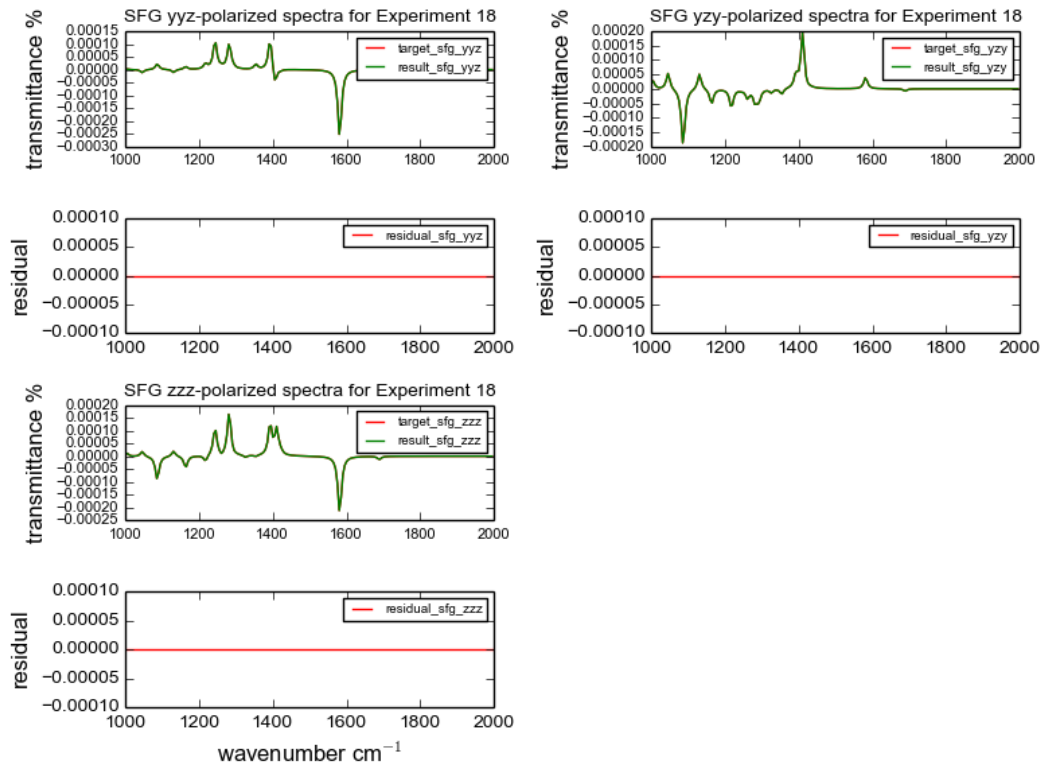 SFG yyz-polarized spectra for Experiment 18
transmittance %
0.00015
0.00010
0.00005
0.00000
−0.00005
−0.00010
−0.00015
−0.00020
−0.00025
−0.00030
target_sfg_yyz
result_sfg_yyz
1000 1200 1400 1600 1800 2000
SFG yzy-polarized spectra for Experiment 18
transmittance %
0.00020
0.00015
0.00010
0.00005
0.00000
−0.00005
−0.00010
−0.00015
−0.00020
target_sfg_yzy
result_sfg_yzy
1000 1200 1400 1600 1800 2000
residual
0.00010
0.00005
0.00000
−0.00005
−0.00010
residual_sfg_yyz
1000 1200 1400 1600 1800 2000
residual
0.00010
0.00005
0.00000
−0.00005
−0.00010
residual_sfg_yzy
1000 1200 1400 1600 1800 2000
SFG zzz-polarized spectra for Experiment 18
transmittance %
0.00020
0.00015
0.00010
0.00005
0.00000
−0.00005
−0.00010
−0.00015
−0.00020
−0.00025
target_sfg_zzz
result_sfg_zzz
1000 1200 1400 1600 1800 2000
residual
0.00010
0.00005
0.00000
−0.00005
−0.00010
residual_sfg_zzz
1000 1200 1400 1600 1800 2000
wavenumber cm⁻¹